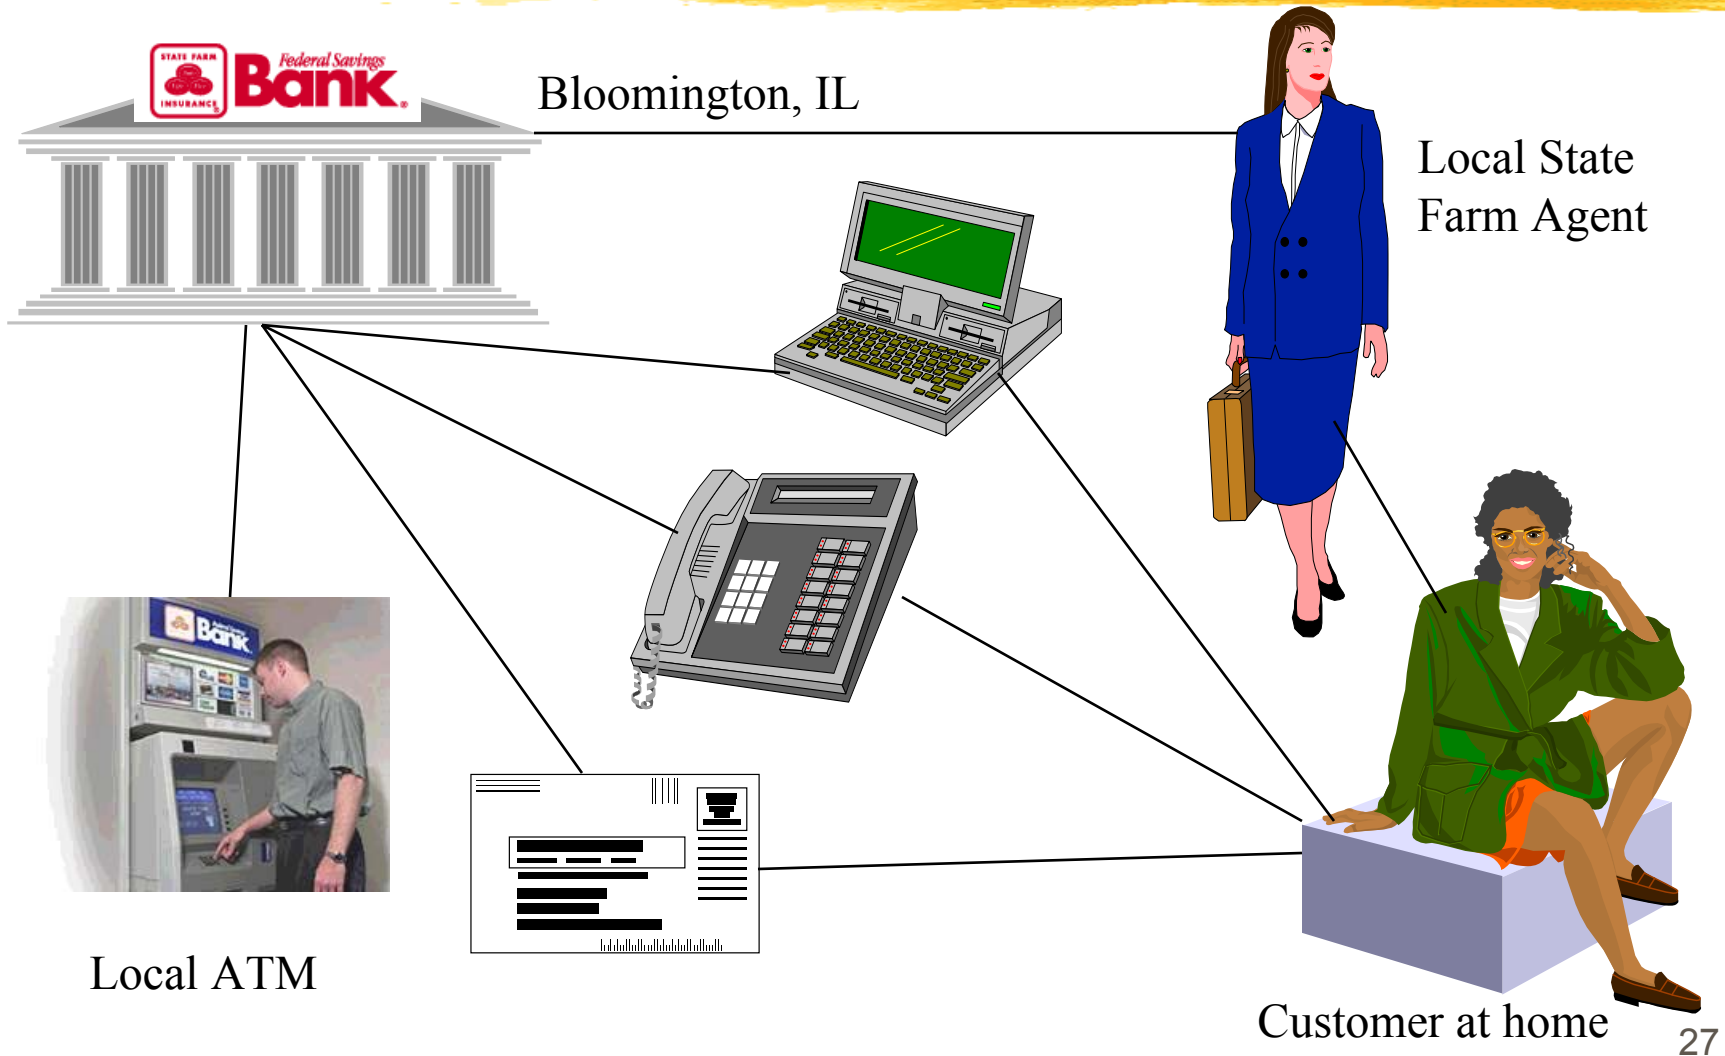 STATE FARM
INSURANCE
Federal Savings
Bank
Bloomington, IL
Local State
Farm Agent
Bank
Local ATM
Customer at home
27